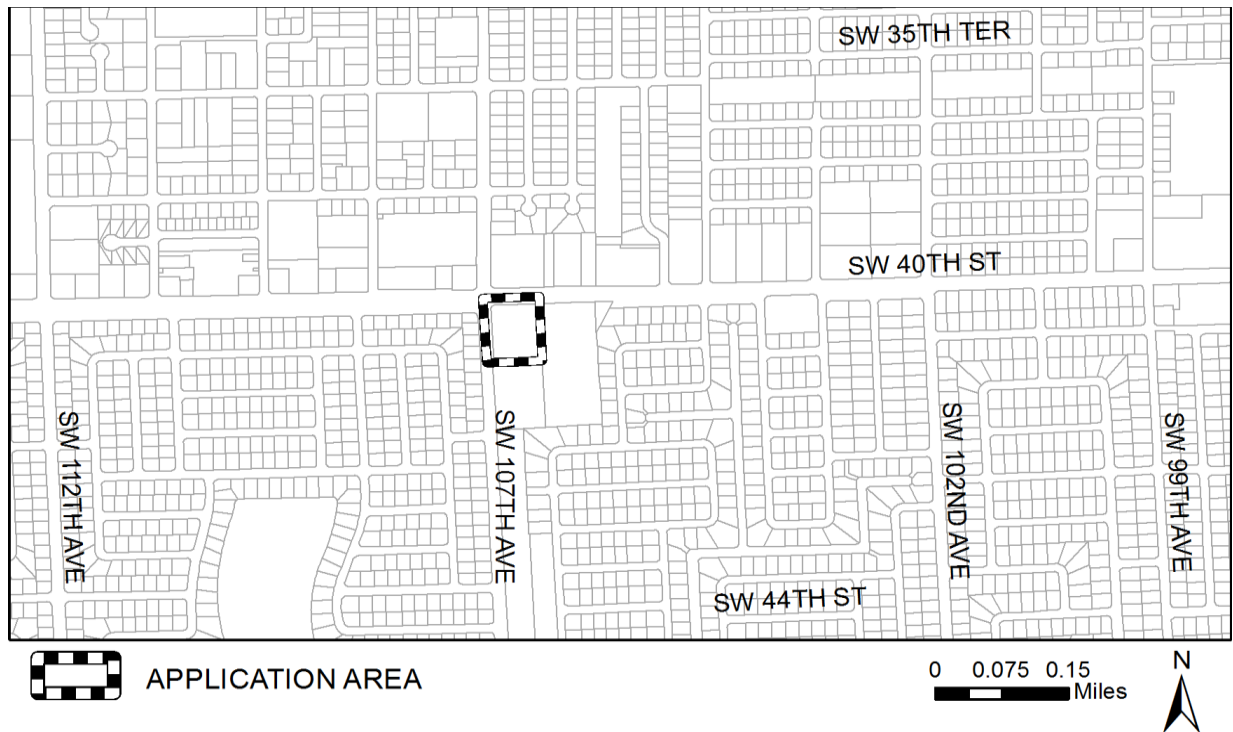 SW 35TH TER
SW 40TH ST
SW 112TH AVE
SW 107TH AVE
SW 102ND AVE
SW 99TH AVE
SW 44TH ST
APPLICATION AREA
0 0.075 0.15
Miles
N